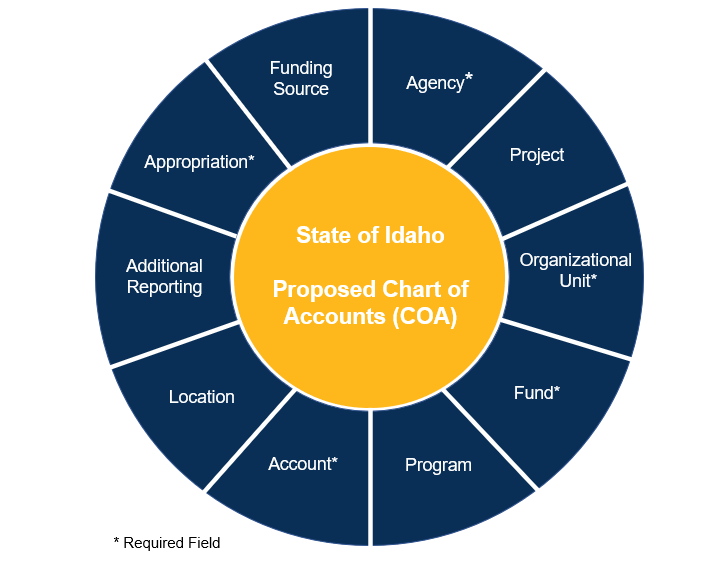 Funding
Source
Agency*
Appropriation*
Project
State of Idaho
Proposed Chart of
Accounts (COA)
Additional
Reporting
Organizational
Unit*
Location
Fund*
Account*
Program
* Required Field